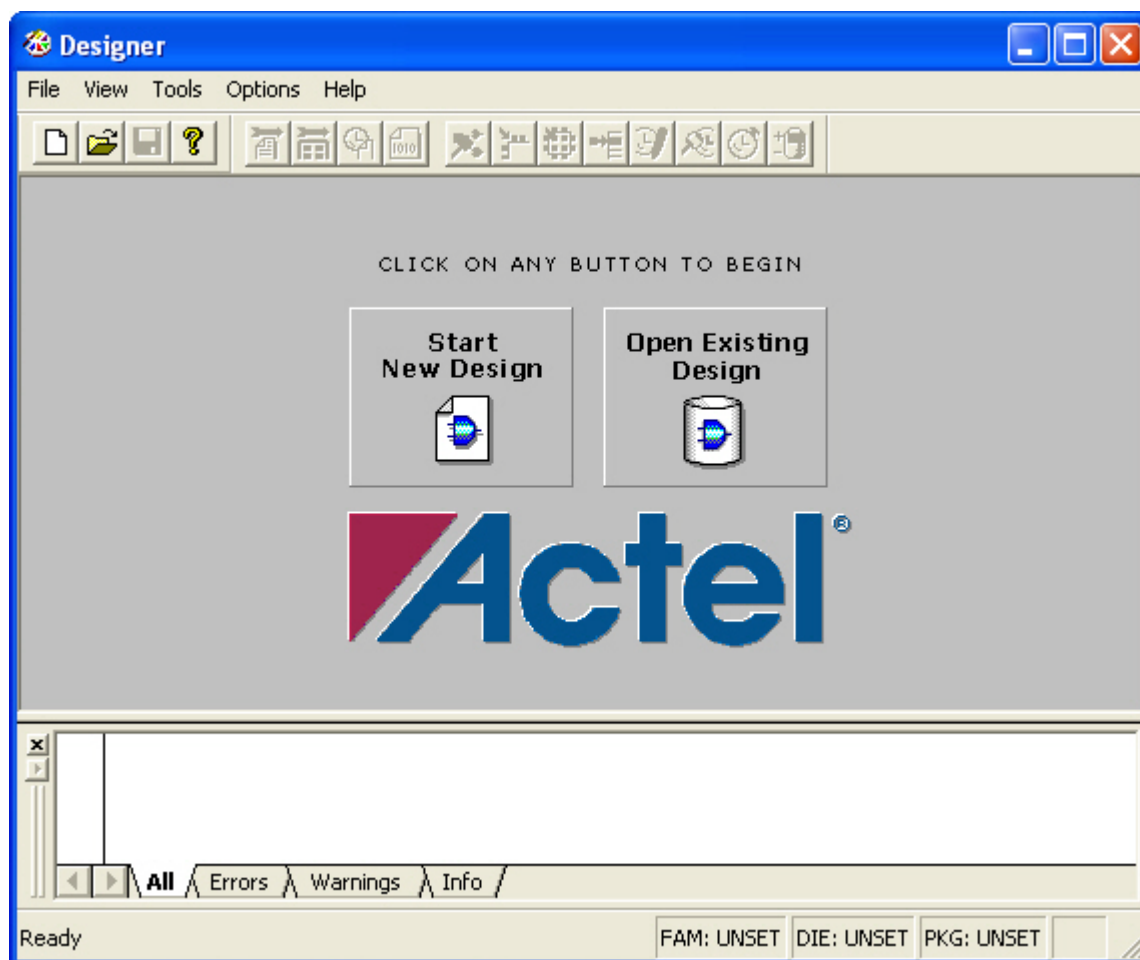 Designer
File View Tools Options Help
1010
CLICK ON ANY BUTTON TO BEGIN
Start
New Design
Open Existing
Design
Actel®
All Errors Warnings Info
Ready FAM: UNSET DIE: UNSET PKG: UNSET